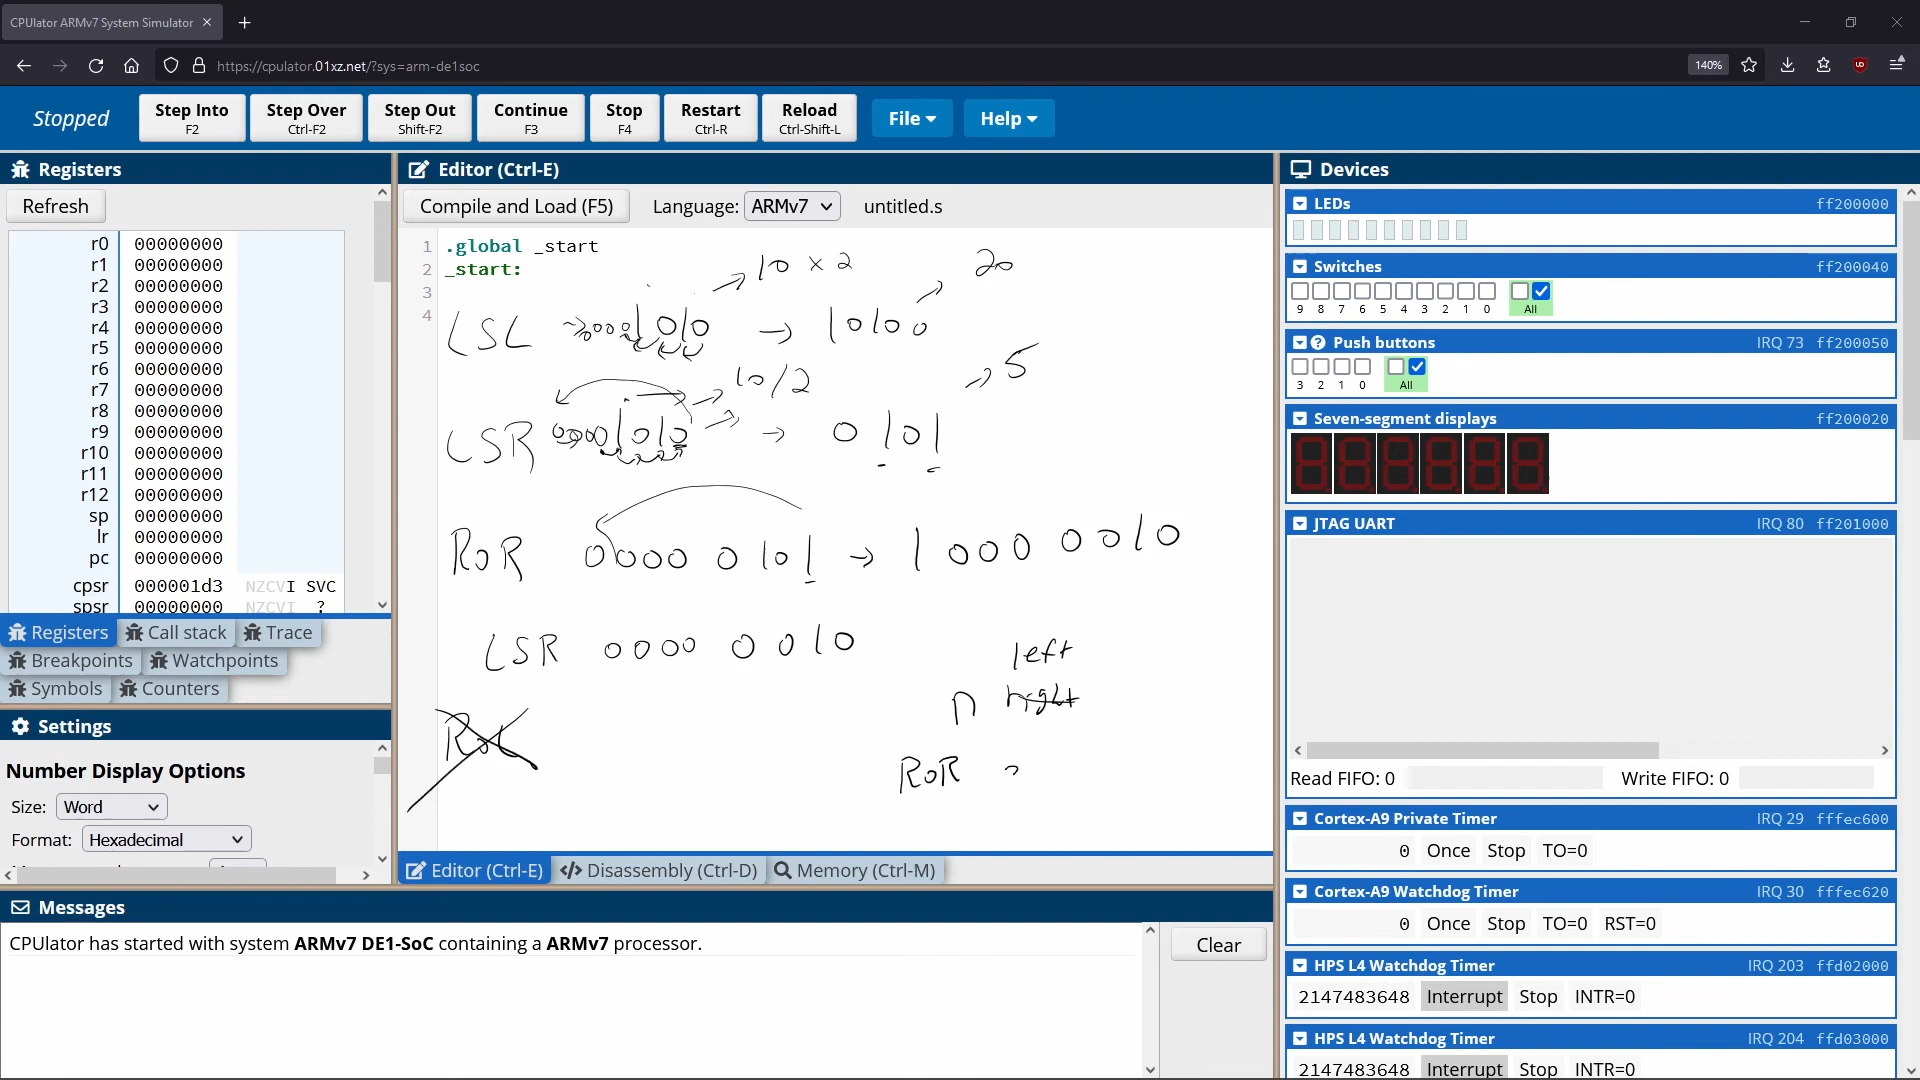 CPUlator ARMv7 System Simulator
https://cpulator.01xz.net/?sys=arm-de1soc
140%
Stopped
Step Into F2
Step Over Ctrl-F2
Step Out Shift-F2
Continue F3
Stop F4
Restart Ctrl-R
Reload Ctrl-Shift-L
File
Help
Registers
Refresh
r0 00000000
r1 00000000
r2 00000000
r3 00000000
r4 00000000
r5 00000000
r6 00000000
r7 00000000
r8 00000000
r9 00000000
r10 00000000
r11 00000000
r12 00000000
sp 00000000
lr 00000000
pc 00000000
cpsr 000001d3 NZCVI SVC
spsr 00000000 NZCVI ?
Registers
Call stack
Trace
Breakpoints
Watchpoints
Symbols
Counters
Settings
Number Display Options
Size: Word
Format: Hexadecimal
Editor (Ctrl-E)
Compile and Load (F5)
Language: ARMv7
untitled.s
1 .global _start
2 _start:
3
4
10 x 2
20
LSL 00001010 → 10100
10/2
5
LSR 00001010 → 0101
ROR 0000 0101 → 1000 0010
LSR 0000 0010
left
n right
ROR
Editor (Ctrl-E)
Disassembly (Ctrl-D)
Memory (Ctrl-M)
Messages
CPUlator has started with system ARMv7 DE1-SoC containing a ARMv7 processor.
Clear
Devices
LEDs ff200000
Switches ff200040
9 8 7 6 5 4 3 2 1 0 All
Push buttons IRQ 73 ff200050
3 2 1 0 All
Seven-segment displays ff200020
JTAG UART IRQ 80 ff201000
Read FIFO: 0
Write FIFO: 0
Cortex-A9 Private Timer IRQ 29 fffec600
0 Once Stop TO=0
Cortex-A9 Watchdog Timer IRQ 30 fffec620
0 Once Stop TO=0 RST=0
HPS L4 Watchdog Timer IRQ 203 ffd02000
2147483648 Interrupt Stop INTR=0
HPS L4 Watchdog Timer IRQ 204 ffd03000
2147483648 Interrupt Stop INTR=0